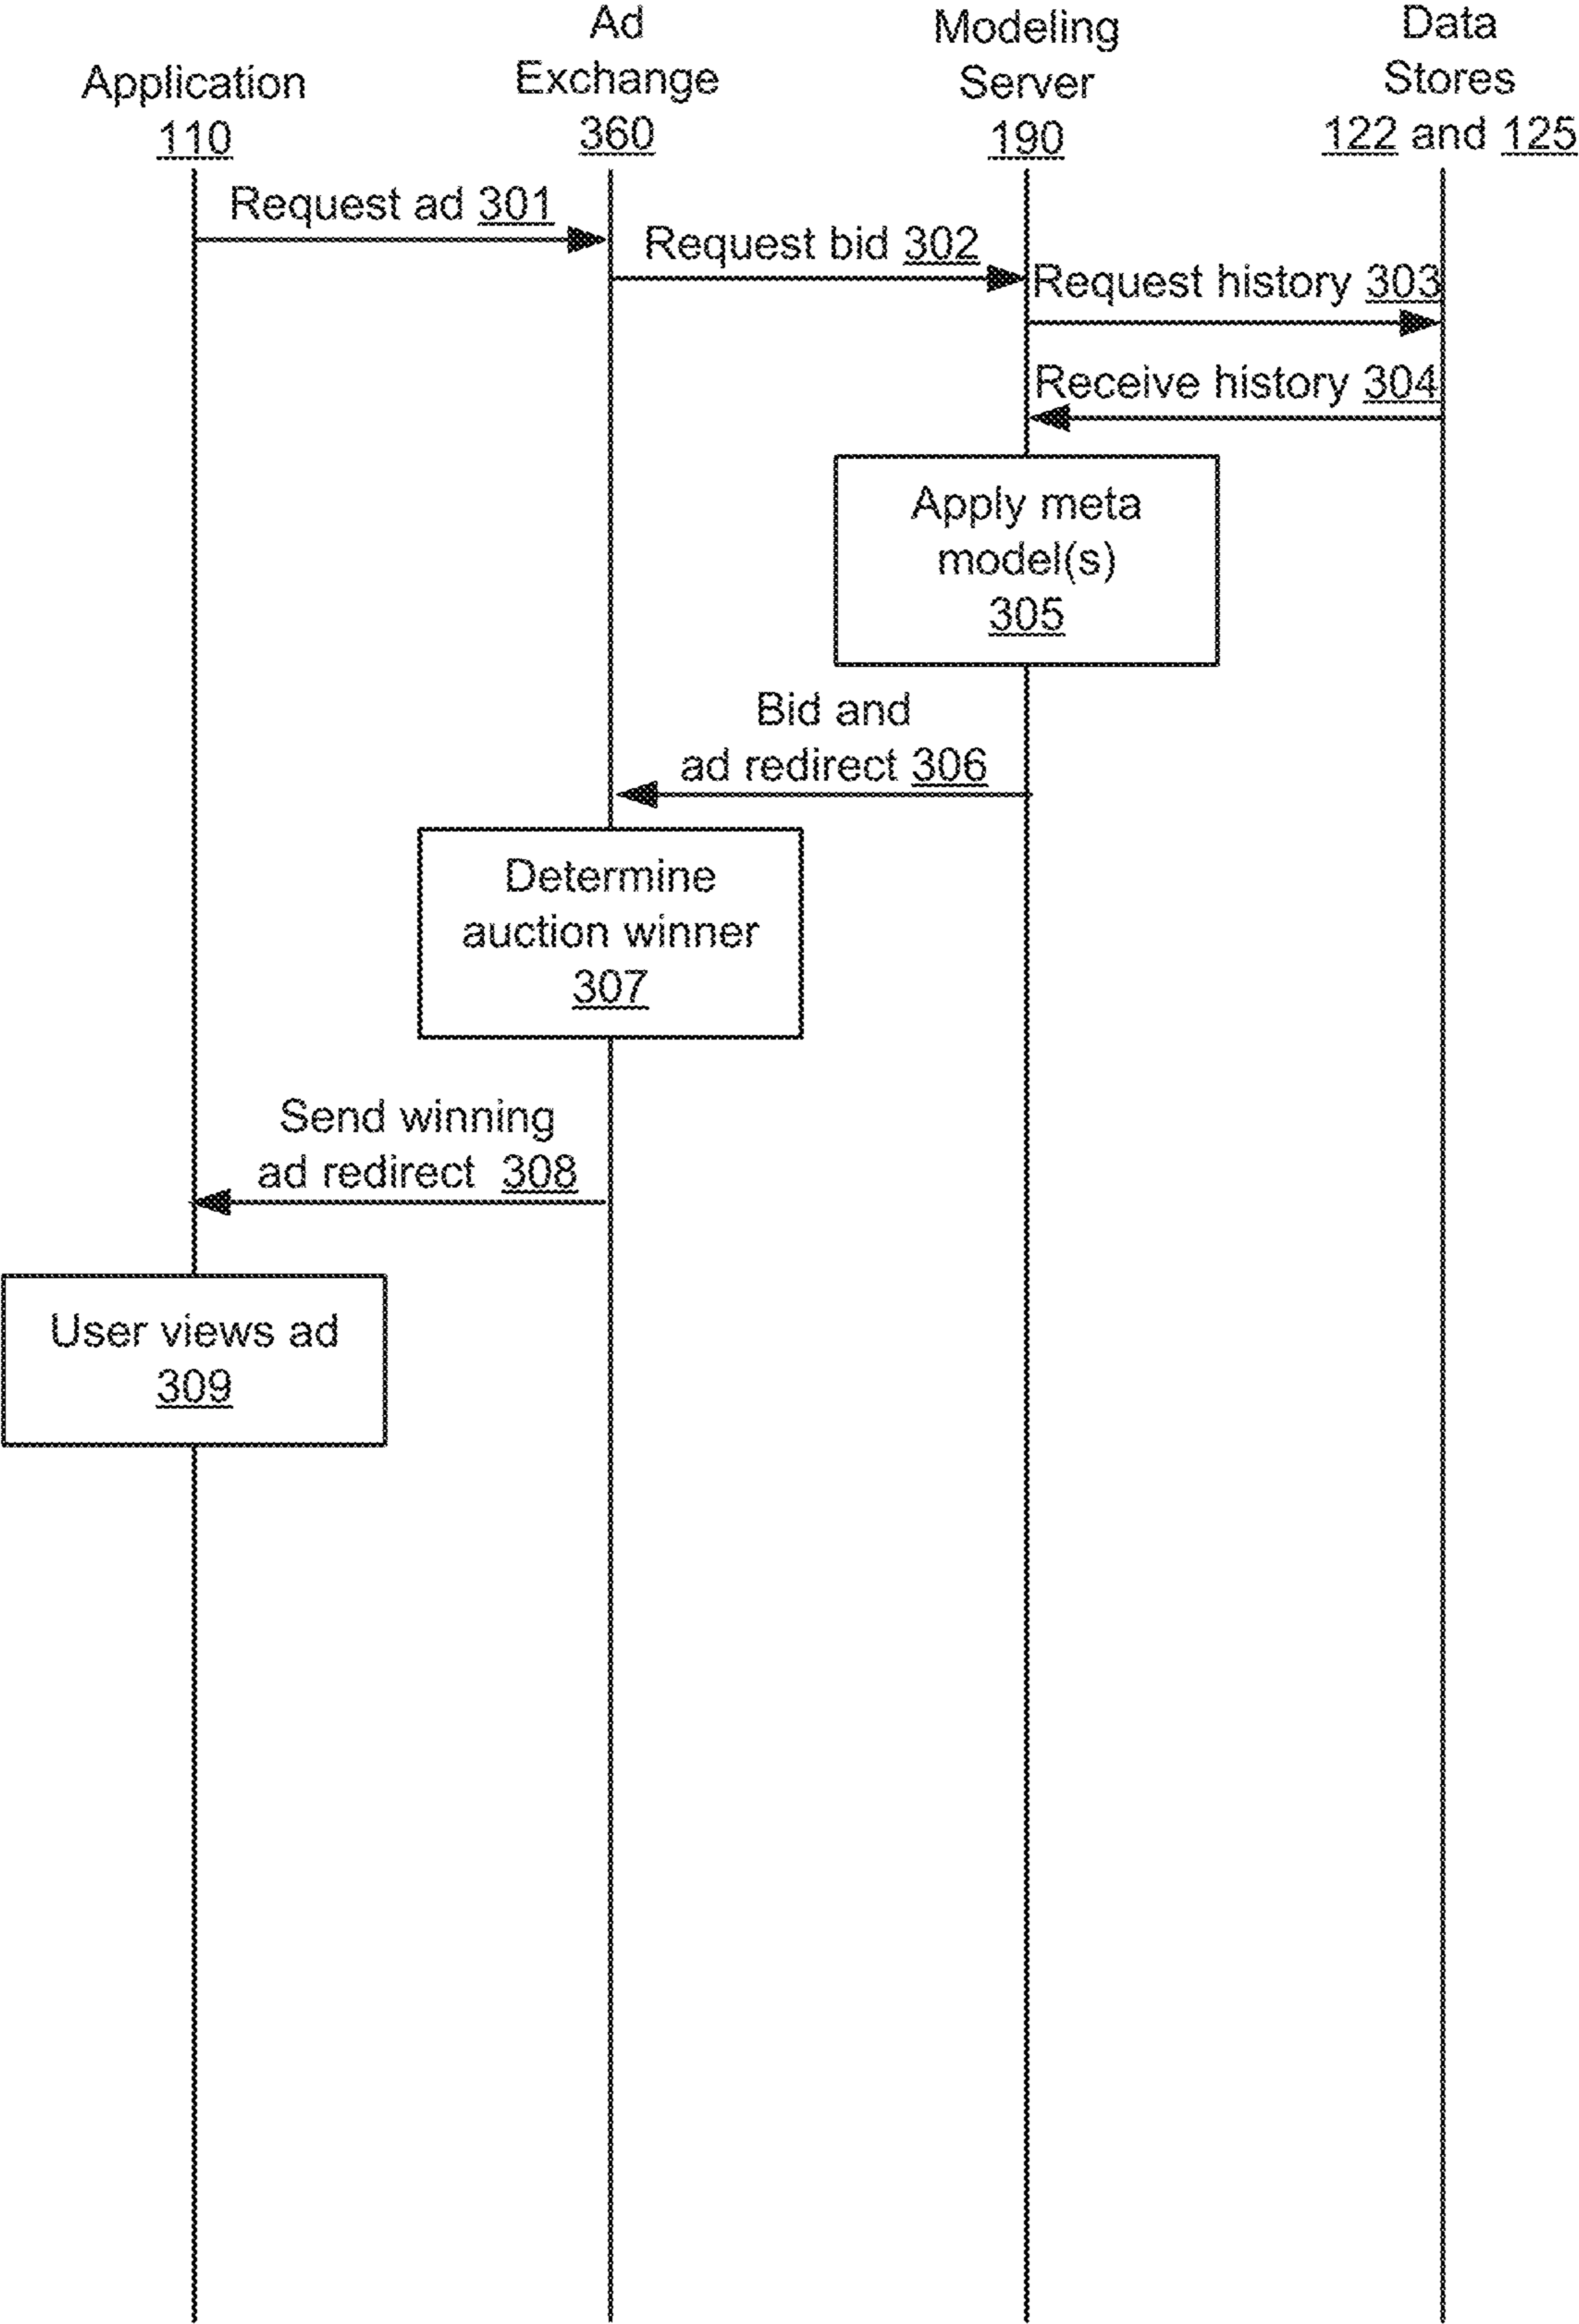 Application
110
Ad
Exchange
360
Modeling
Server
190
Data
Stores
122 and 125
Request ad 301
Request bid 302
Request history 303
Receive history 304
Apply meta
model(s)
305
Bid and
ad redirect 306
Determine
auction winner
307
Send winning
ad redirect 308
User views ad
309